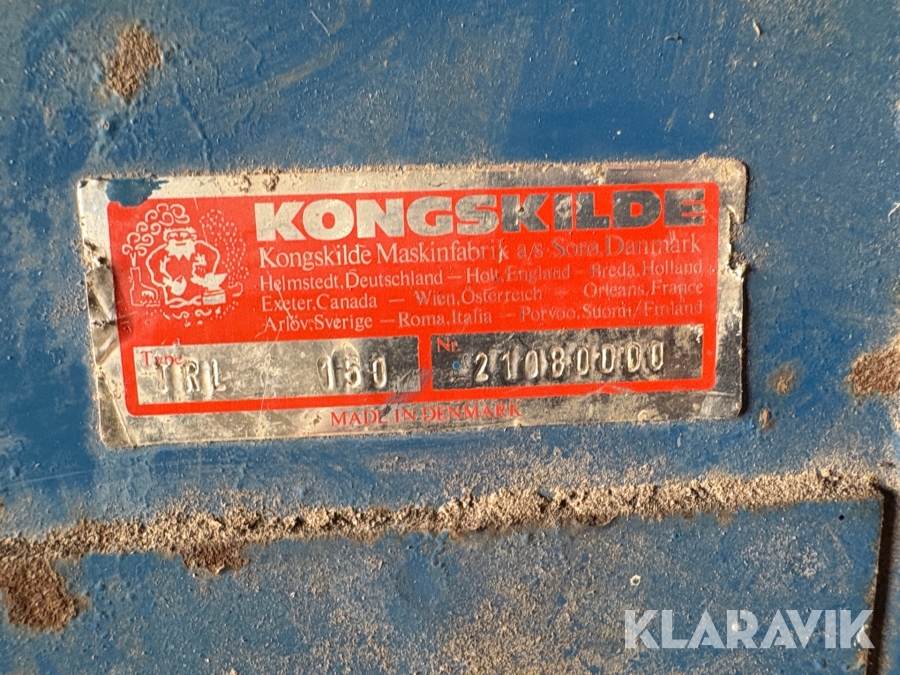 KONGSKILDE
Kongskilde Maskinfabrik a/s Sorø, Danmark
Helmstedt, Deutschland — Holt, England — Breda, Holland
Exeter, Canada — Wien, Österreich — Orleans, France
Arlöv, Sverige — Roma, Italia — Porvoo, Suomi/Finland
Type JRL 150 Nr. 21080000
MADE IN DENMARK
KLARAVIK